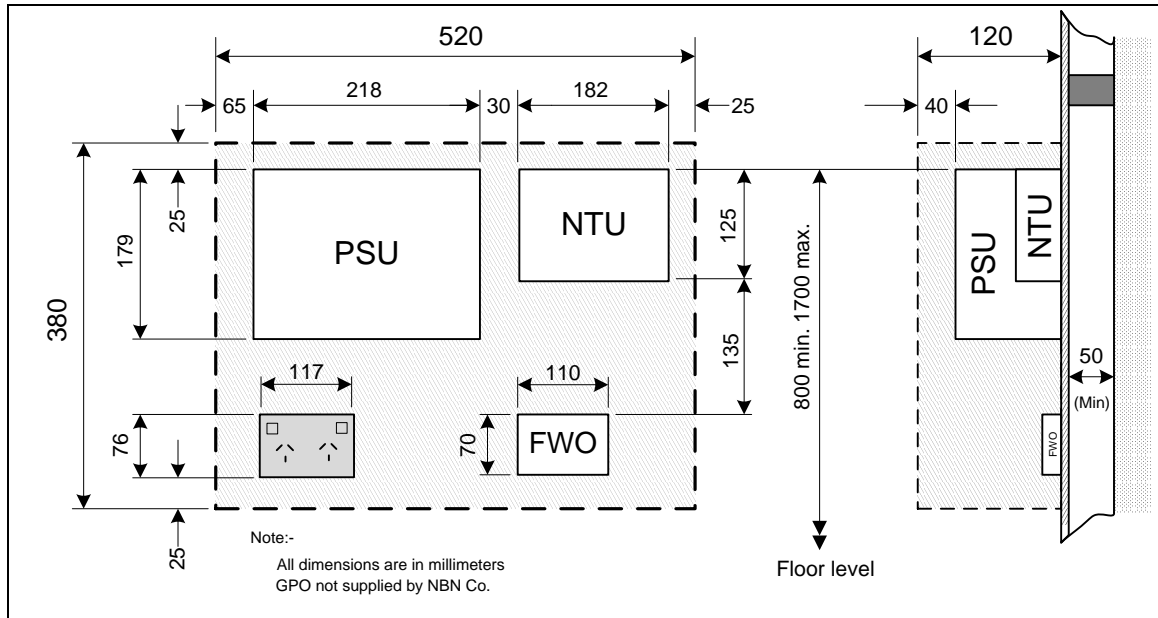 520
120
65
218
30
182
25
40
25
179
380
PSU
NTU
125
135
800 min. 1700 max.
PSU
NTU
50
(Min)
117
110
76
70
FWO
FWO
25
Note:-
All dimensions are in millimeters
GPO not supplied by NBN Co.
Floor level